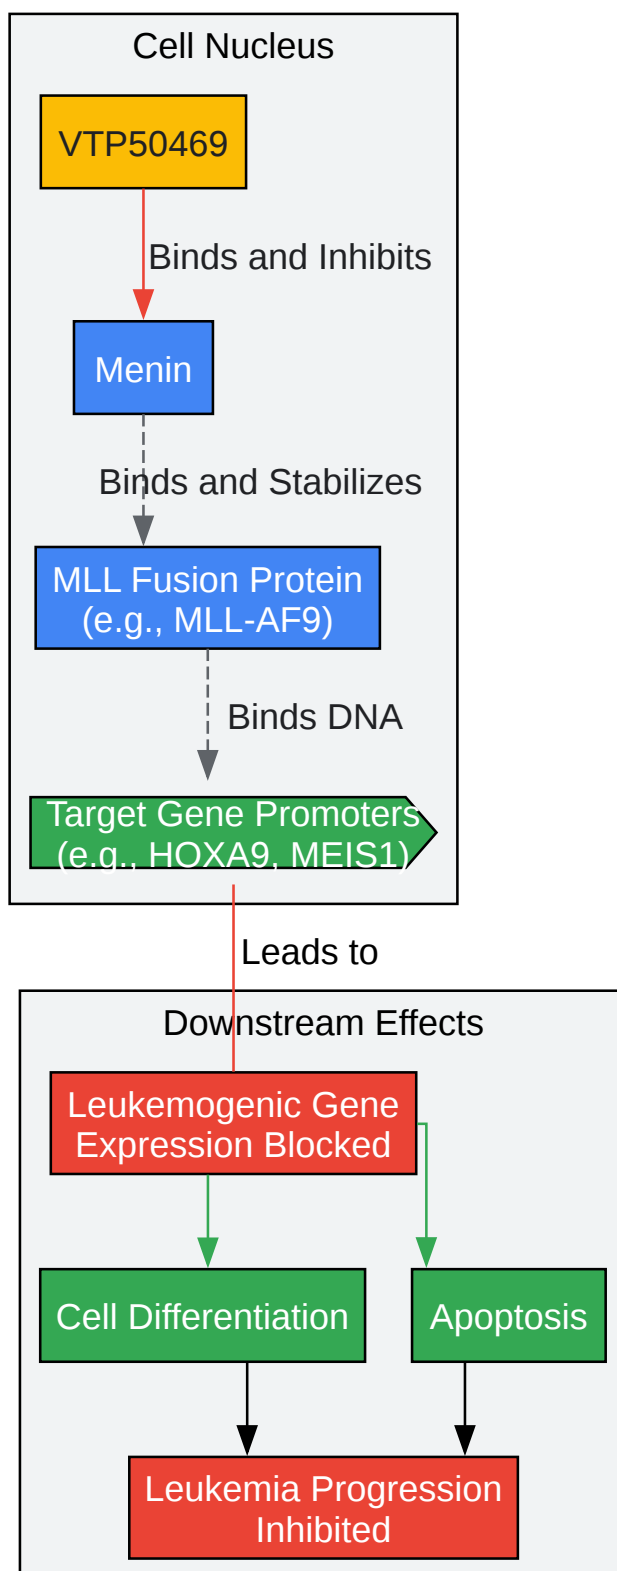 Cell Nucleus
VTP50469
Binds and Inhibits
Menin
Binds and Stabilizes
MLL Fusion Protein
(e.g., MLL-AF9)
Binds DNA
Target Gene Promoters
(e.g., HOXA9, MEIS1)
Leads to
Downstream Effects
Leukemogenic Gene
Expression Blocked
Cell Differentiation
Apoptosis
Leukemia Progression
Inhibited